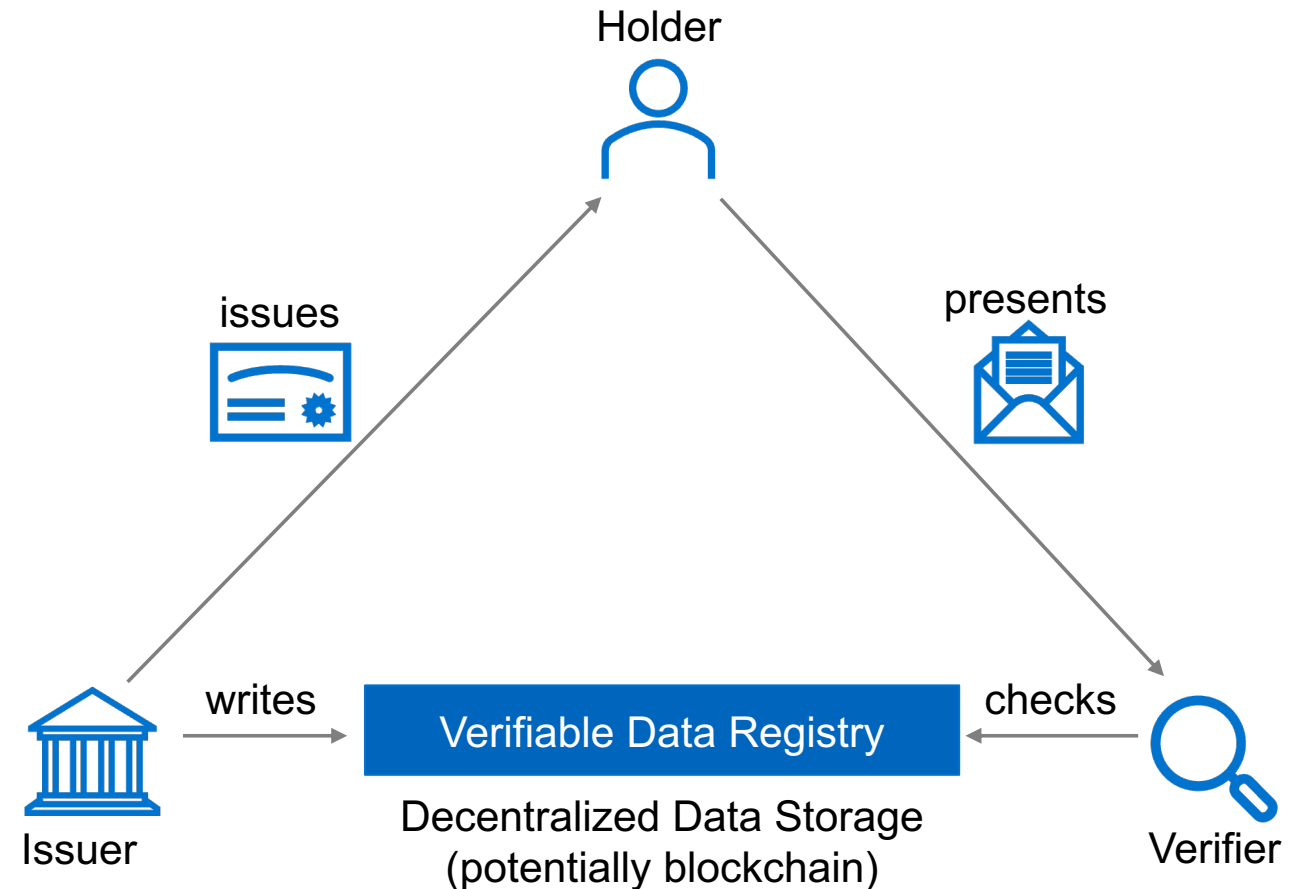 Holder
issues
presents
writes
Verifiable Data Registry
checks
Decentralized Data Storage
(potentially blockchain)
Issuer
Verifier